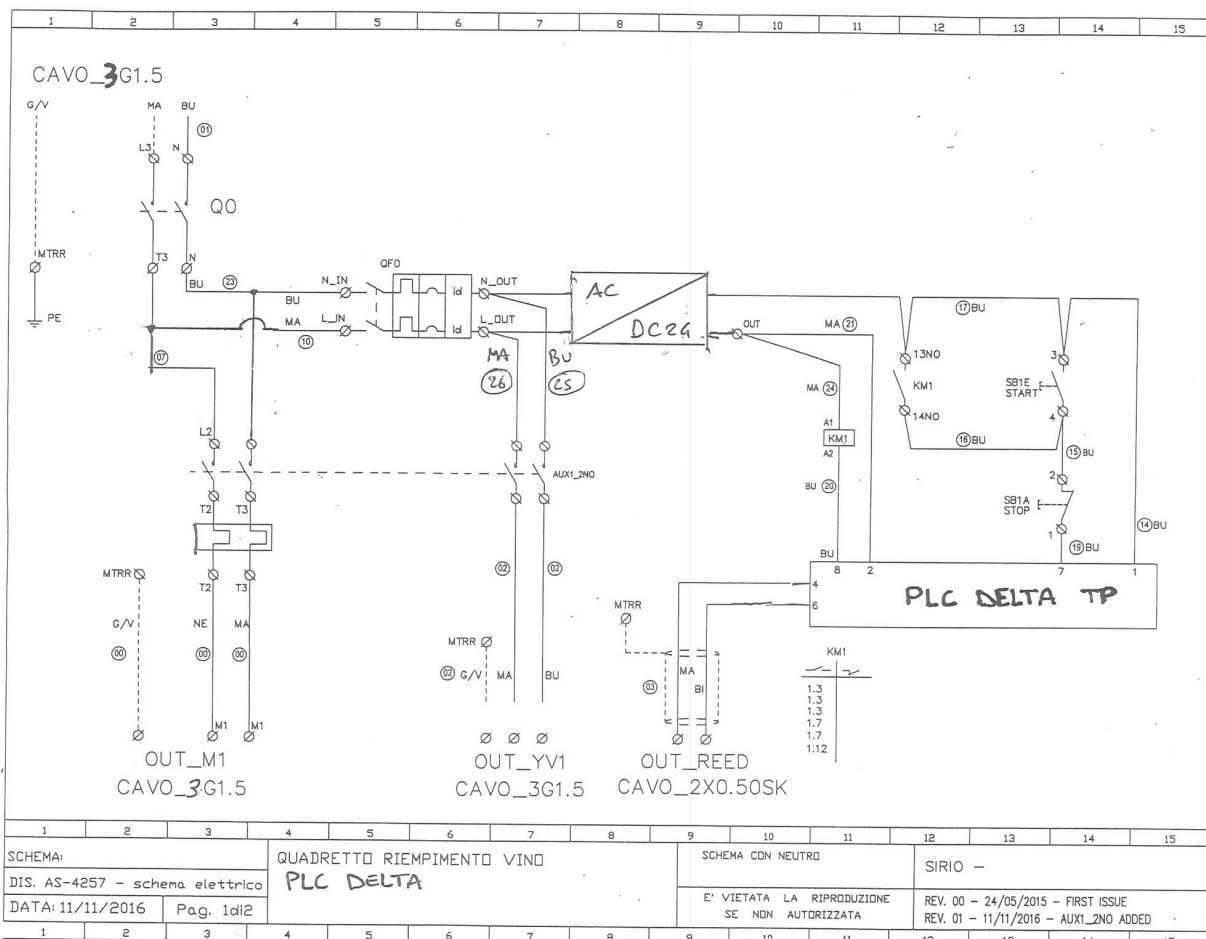 1 2 3 4 5 6 7 8 9 10 11 12 13 14 15
CAVO_3G1.5
G/V MA BU
01
L3 N
Q0
MTRR T3 N
BU 23
PE
07
BU
MA
10
N_IN
L_IN
QF0
Id
Id
N_OUT
L_OUT
MA BU
26 25
AC
DC24
OUT MA 21
17 BU
13NO
KM1
14NO
3
SB1E
START
4
MA 24
A1
KM1
A2
BU 20
16 BU
15 BU
2
SB1A
STOP
1
19 BU
14 BU
L2
AUX1_2NO
T2 T3
T2 T3
MTRR
G/V NE MA
00 00 00
M1 M1
OUT_M1
CAVO_3G1.5
02 02
MTRR
02 G/V MA BU
OUT_YV1
CAVO_3G1.5
MTRR
03
MA
BI
OUT_REED
CAVO_2X0.50SK
BU
8 2 7 1
4
6
PLC DELTA TP
KM1
1.3
1.3
1.3
1.7
1.7
1.12
1 2 3 4 5 6 7 8 9 10 11 12 13 14 15
SCHEMA:
DIS. AS-4257 - schema elettrico
DATA: 11/11/2016 Pag. 1di2
QUADRETTO RIEMPIMENTO VINO
PLC DELTA
SCHEMA CON NEUTRO
E' VIETATA LA RIPRODUZIONE
SE NON AUTORIZZATA
SIRIO -
REV. 00 - 24/05/2015 - FIRST ISSUE
REV. 01 - 11/11/2016 - AUX1_2NO ADDED
1 2 3 4 5 6 7 8 9 10 11 12 13 14 15